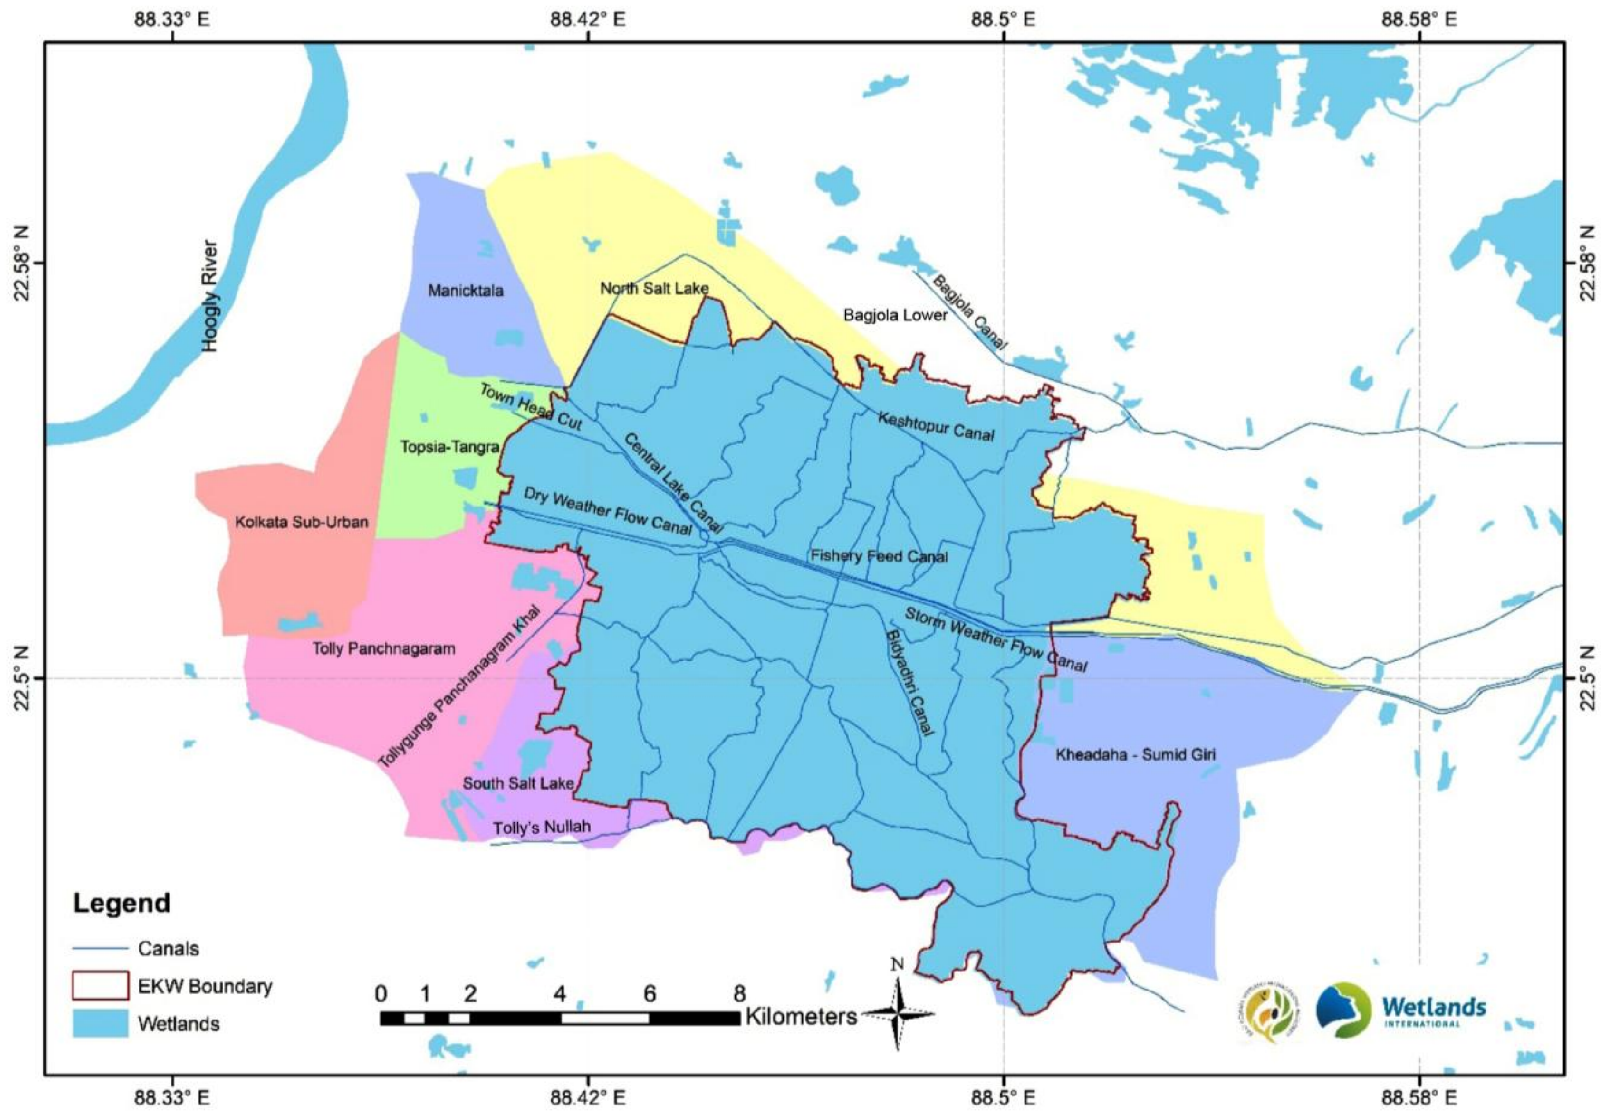 88.33° E
88.42° E
88.5° E
88.58° E
22.58° N
22.58° N
Hoogly River
Manicktala
North Salt Lake
Bagjola Lower
Bagjola Canal
Town Head Cut
Topsia-Tangra
Central Lake Canal
Keshtopur Canal
Kolkata Sub-Urban
Dry Weather Flow Canal
Fishery Feed Canal
Storm Weather Flow Canal
Bidyadhri Canal
Tolly Panchnagaram
Tollygunge Panchanagram Khal
22.5° N
22.5° N
Kheadaha - Sumid Giri
South Salt Lake
Tolly's Nullah
Legend
Canals
EKW Boundary
Wetlands
0 1 2 4 6 8
Kilometers
N
Wetlands
INTERNATIONAL
88.33° E
88.42° E
88.5° E
88.58° E